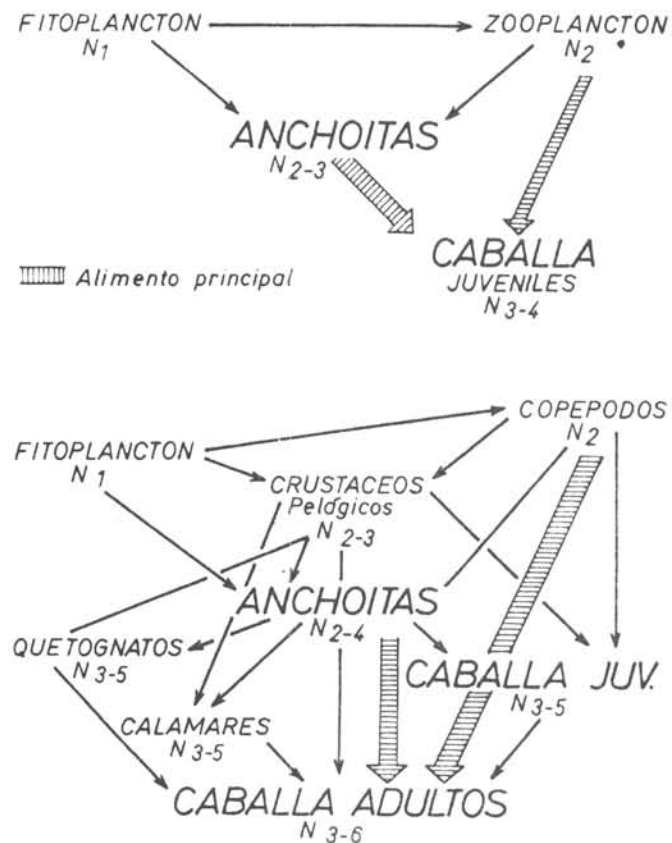 FITOPLANCTON ZOOPLANCTON
N1 N2
ANCHOITAS
N2-3
CABALLA
JUVENILES
N3-4
Alimento principal
COPEPODOS
N2
FITOPLANCTON
N1
CRUSTACEOS
Pelágicos
N2-3
ANCHOITAS
N2-4
QUETOGNATOS
N3-5
CABALLA JUV.
N3-5
CALAMARES
N3-5
CABALLA ADULTOS
N3-6